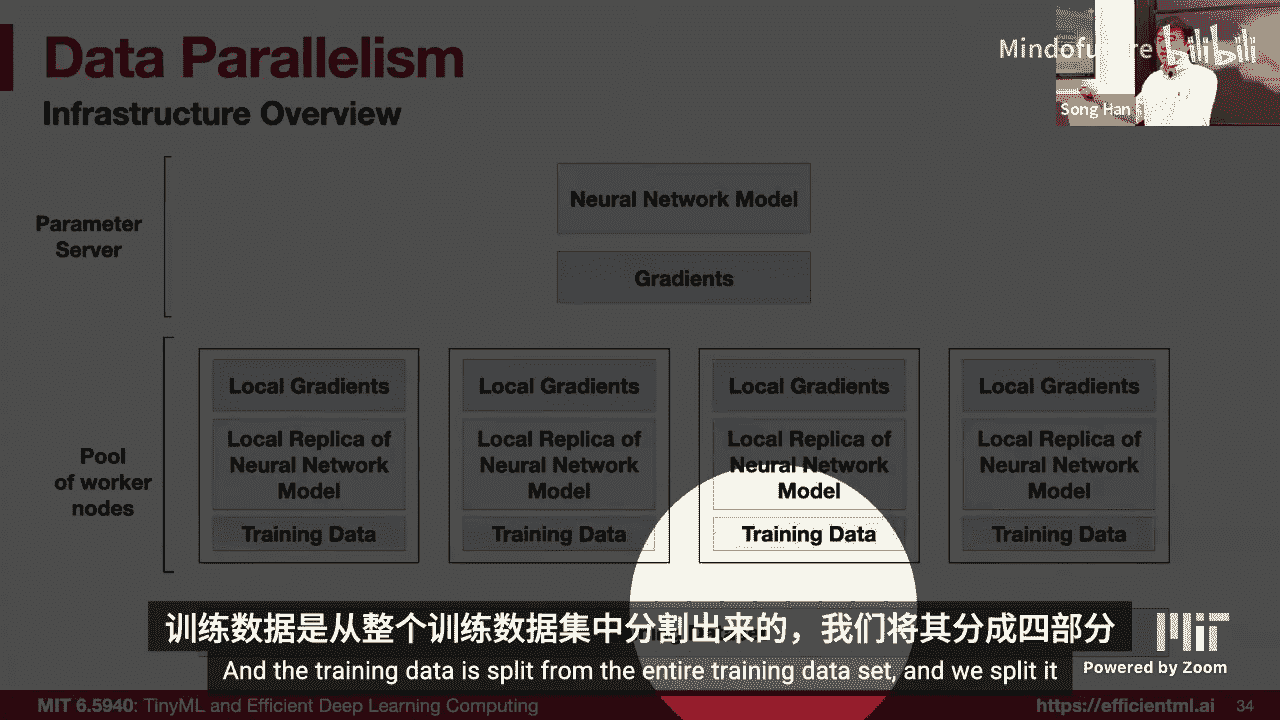 Data Parallelism
Infrastructure Overview
Mindofu re bilibili
Song Han
Parameter
Server
Neural Network Model
Gradients
Pool
of worker
nodes
Local Gradients
Local Replica of
Neural Network
Model
Training Data
Local Gradients
Local Replica of
Neural Network
Model
Training Data
Local Gradients
Local Replica of
Neural Network
Model
Training Data
Local Gradients
Local Replica of
Neural Network
Model
Training Data
训练数据是从整个训练数据集中分割出来的，我们将其分成四部分
And the training data is split from the entire training data set, and we split it
MIT
Powered by Zoom
MIT 6.5940: TinyML and Efficient Deep Learning Computing
https://efficientml.ai
34